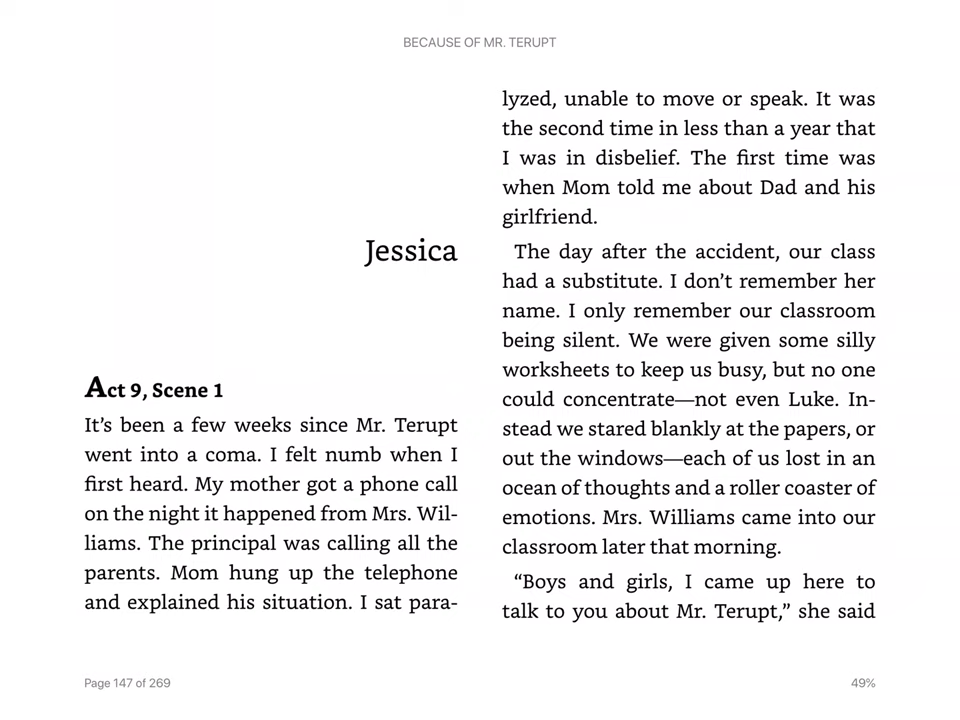 BECAUSE OF MR. TERUPT
Jessica
Act 9, Scene 1
It’s been a few weeks since Mr. Terupt
went into a coma. I felt numb when I
first heard. My mother got a phone call
on the night it happened from Mrs. Wil-
liams. The principal was calling all the
parents. Mom hung up the telephone
and explained his situation. I sat para-
lyzed, unable to move or speak. It was
the second time in less than a year that
I was in disbelief. The first time was
when Mom told me about Dad and his
girlfriend.
The day after the accident, our class
had a substitute. I don’t remember her
name. I only remember our classroom
being silent. We were given some silly
worksheets to keep us busy, but no one
could concentrate—not even Luke. In-
stead we stared blankly at the papers, or
out the windows—each of us lost in an
ocean of thoughts and a roller coaster of
emotions. Mrs. Williams came into our
classroom later that morning.
“Boys and girls, I came up here to
talk to you about Mr. Terupt,” she said
Page 147 of 269
49%